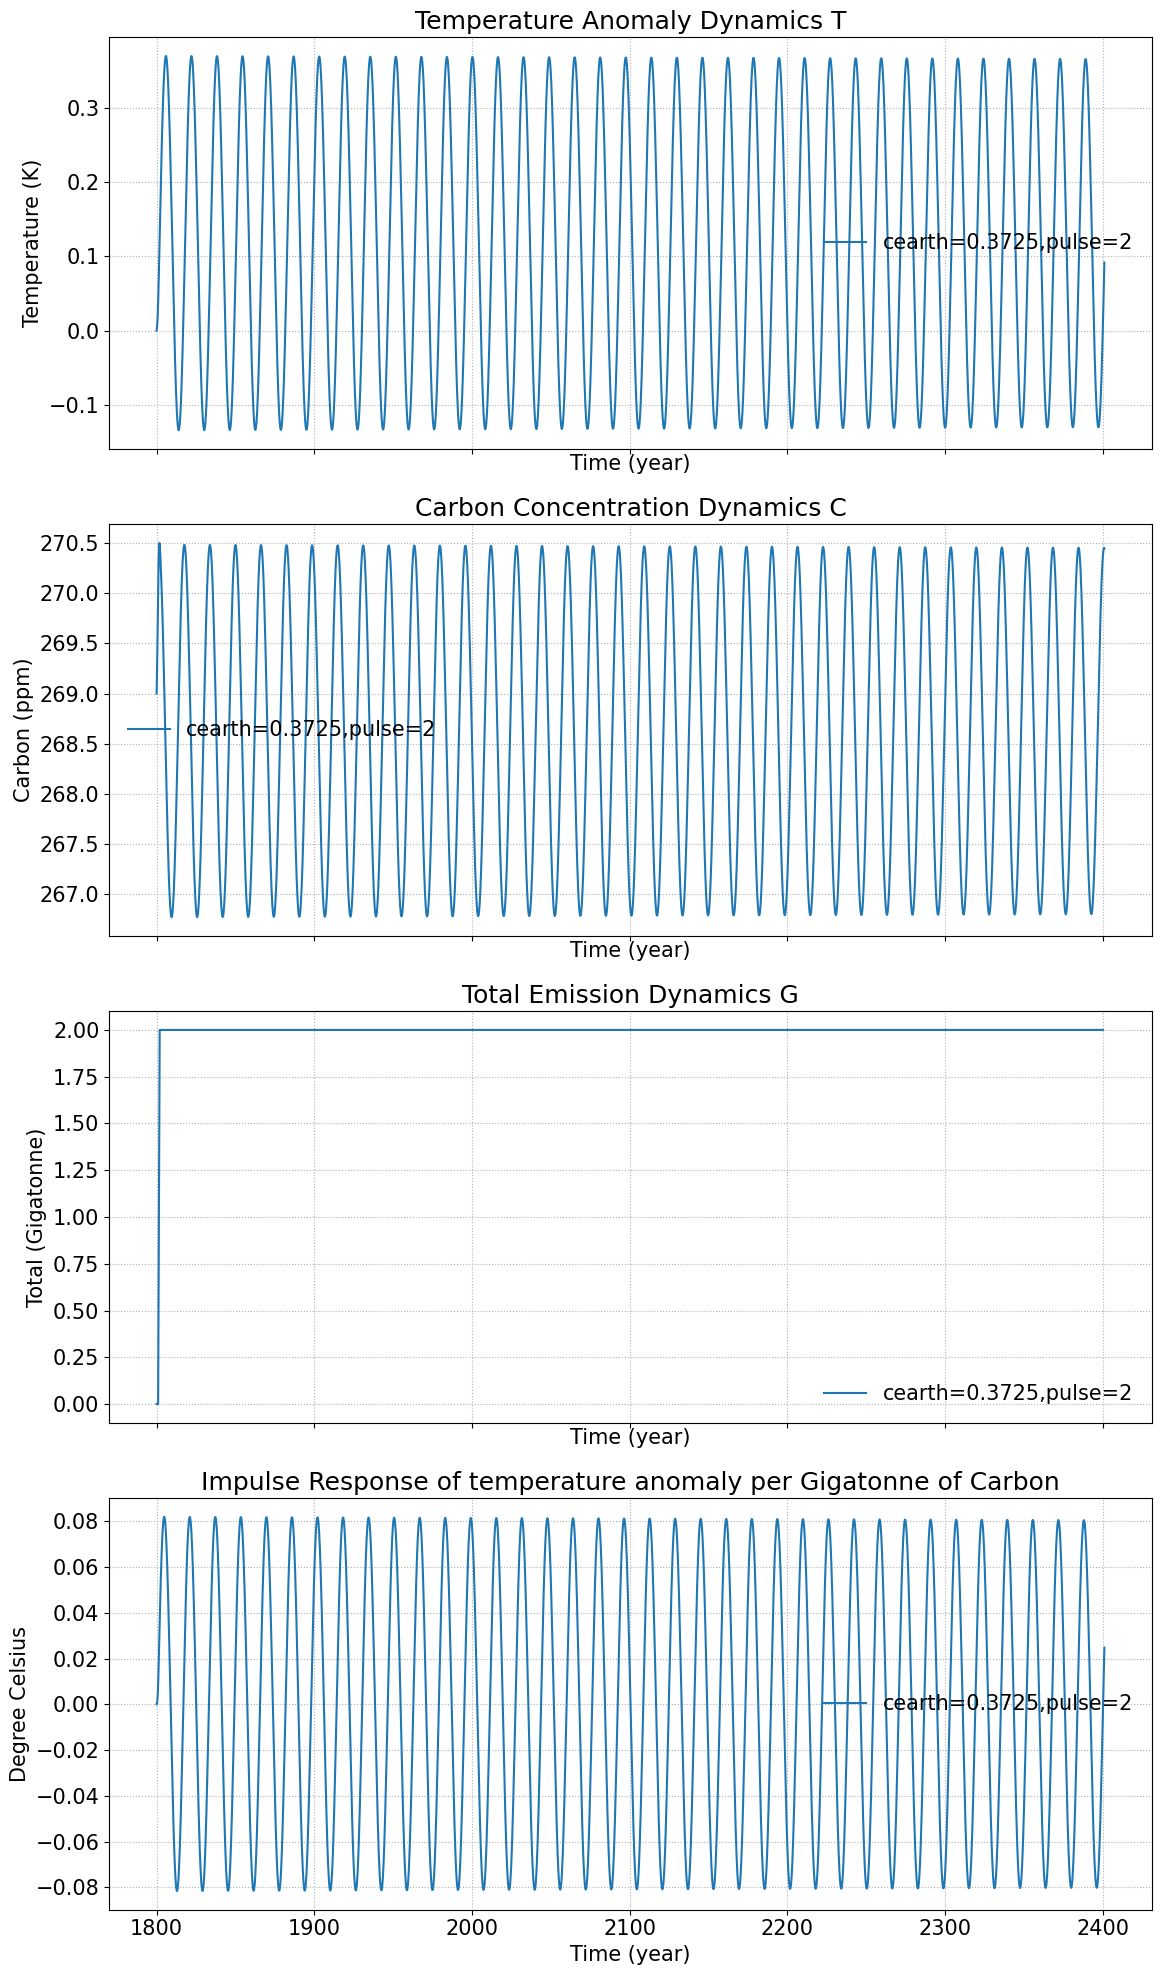 Temperature Anomaly Dynamics T
Temperature (K)
0.3
0.2
0.1
0.0
−0.1
cearth=0.3725,pulse=2
Time (year)
Carbon Concentration Dynamics C
Carbon (ppm)
270.5
270.0
269.5
269.0
268.5
268.0
267.5
267.0
cearth=0.3725,pulse=2
Time (year)
Total Emission Dynamics G
Total (Gigatonne)
2.00
1.75
1.50
1.25
1.00
0.75
0.50
0.25
0.00
cearth=0.3725,pulse=2
Time (year)
Impulse Response of temperature anomaly per Gigatonne of Carbon
Degree Celsius
0.08
0.06
0.04
0.02
0.00
−0.02
−0.04
−0.06
−0.08
cearth=0.3725,pulse=2
1800 1900 2000 2100 2200 2300 2400
Time (year)